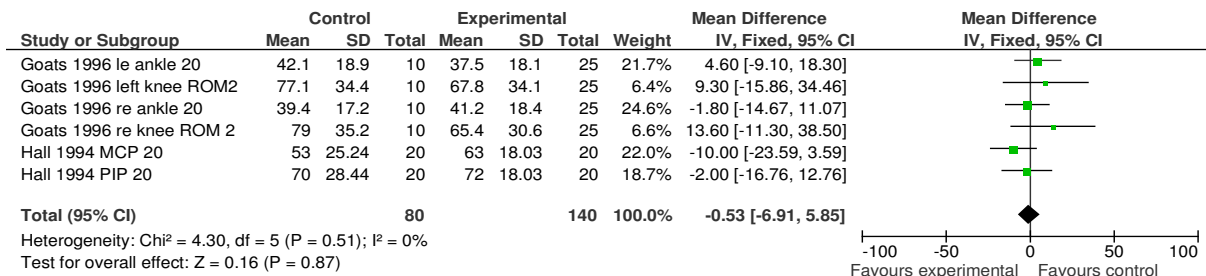 Control Experimental Mean Difference Mean Difference
Study or Subgroup Mean SD Total Mean SD Total Weight IV, Fixed, 95% CI IV, Fixed, 95% CI
Goats 1996 le ankle 20 42.1 18.9 10 37.5 18.1 25 21.7% 4.60 [-9.10, 18.30]
Goats 1996 left knee ROM2 77.1 34.4 10 67.8 34.1 25 6.4% 9.30 [-15.86, 34.46]
Goats 1996 re ankle 20 39.4 17.2 10 41.2 18.4 25 24.6% -1.80 [-14.67, 11.07]
Goats 1996 re knee ROM 2 79 35.2 10 65.4 30.6 25 6.6% 13.60 [-11.30, 38.50]
Hall 1994 MCP 20 53 25.24 20 63 18.03 20 22.0% -10.00 [-23.59, 3.59]
Hall 1994 PIP 20 70 28.44 20 72 18.03 20 18.7% -2.00 [-16.76, 12.76]
Total (95% CI) 80 140 100.0% -0.53 [-6.91, 5.85]
Heterogeneity: Chi² = 4.30, df = 5 (P = 0.51); I² = 0%
Test for overall effect: Z = 0.16 (P = 0.87)
-100 -50 0 50 100
Favours experimental Favours control